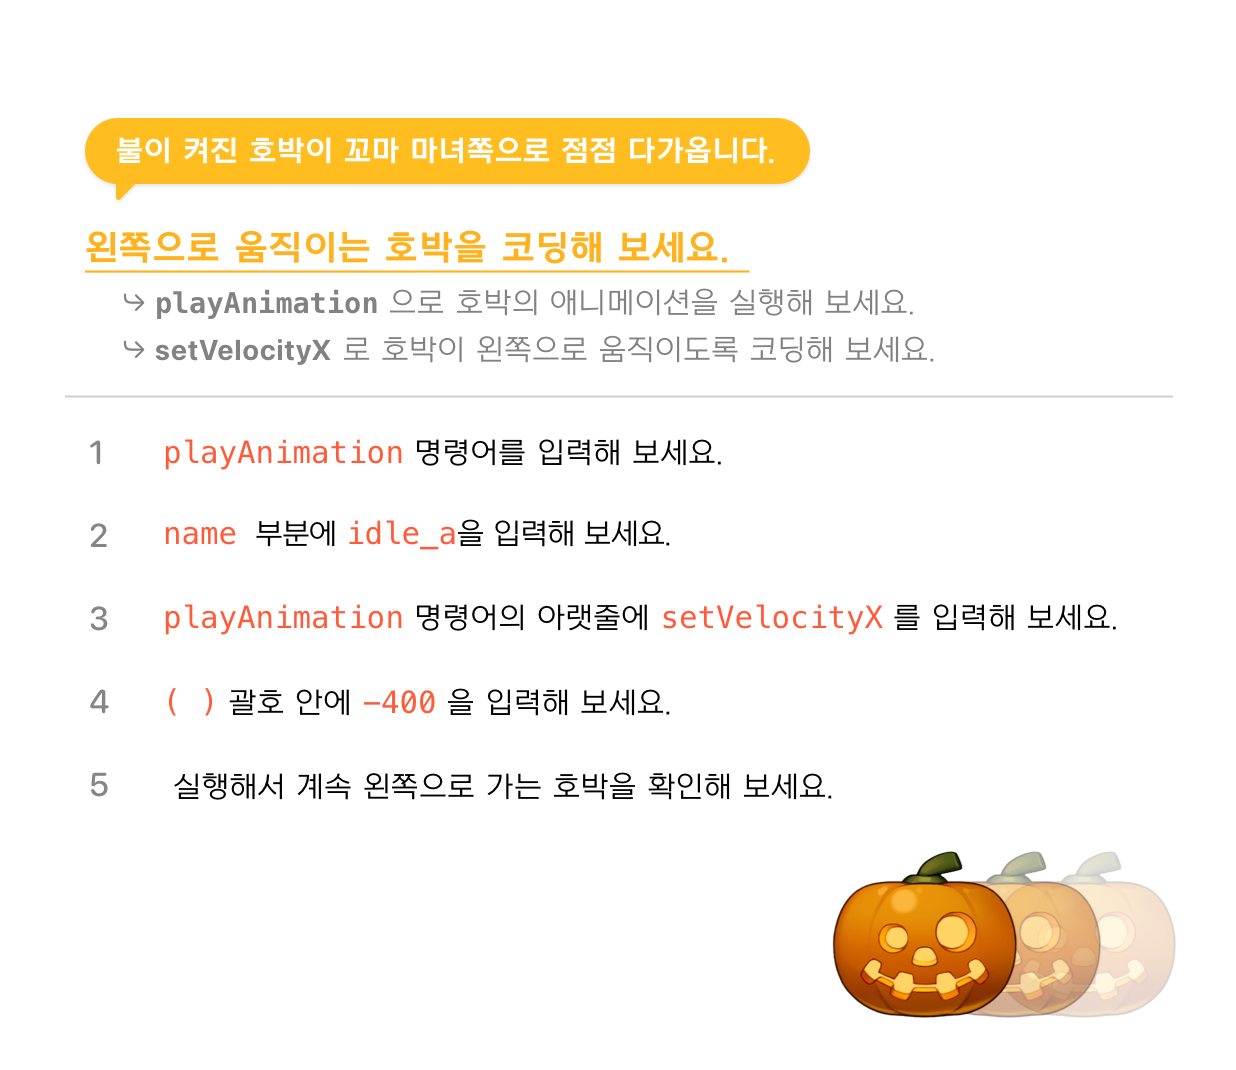 불이 켜진 호박이 꼬마 마녀쪽으로 점점 다가옵니다.
왼쪽으로 움직이는 호박을 코딩해 보세요.
↪ playAnimation 으로 호박의 애니메이션을 실행해 보세요.
↪ setVelocityX 로 호박이 왼쪽으로 움직이도록 코딩해 보세요.
1 playAnimation 명령어를 입력해 보세요.
2 name 부분에 idle_a을 입력해 보세요.
3 playAnimation 명령어의 아랫줄에 setVelocityX 를 입력해 보세요.
4 ( ) 괄호 안에 -400 을 입력해 보세요.
5 실행해서 계속 왼쪽으로 가는 호박을 확인해 보세요.